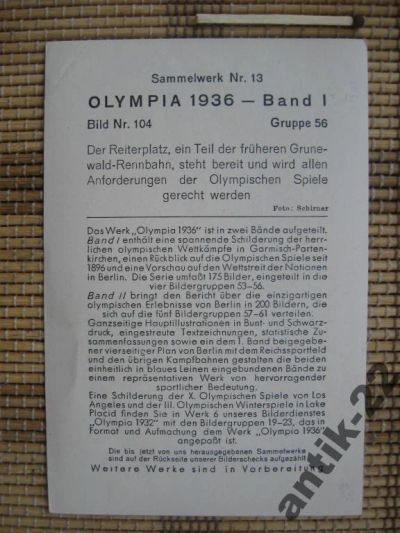 Sammelwerk Nr. 13
OLYMPIA 1936 — Band I
Bild Nr. 104 Gruppe 56
Der Reiterplatz, ein Teil der früheren Grune-
wald-Rennbahn, steht bereit und wird allen
Anforderungen der Olympischen Spiele
gerecht werden
Foto: Schirner
Das Werk „Olympia 1936" ist in zwei Bände aufgeteilt.
Band I enthält eine spannende Schilderung der herr-
lichen olympischen Wettkämpfe in Garmisch-Parten-
kirchen, einen Rückblick auf die Olympischen Spiele seit
1896 und eine Vorschau auf den Wettstreit der Nationen
in Berlin. Die Serie umfaßt 175 Bilder, eingeteilt in die
vier Bildergruppen 53–56.
Band II bringt den Bericht über die einzigartigen
olympischen Erlebnisse von Berlin in 200 Bildern, die
sich auf die fünf Bildergruppen 57–61 verteilen.
Ganzseitige Hauptillustrationen in Bunt- und Schwarz-
druck, eingestreute Textzeichnungen, statistische Zu-
sammenfassungen sowie ein dem 1. Band beigegebe-
ner vierseitiger Plan von Berlin mit dem Reichssportfeld
und den übrigen Kampfbahnen gestalten die beiden
einheitlich in blaues Leinen eingebundenen Bände zu
einem repräsentativen Werk von hervorragender
sportlicher Bedeutung.
Eine Schilderung der X. Olympischen Spiele von Los
Angeles und der III. Olympischen Winterspiele in Lake
Placid finden Sie in Werk 6 unseres Bilderdienstes
„Olympia 1932" mit den Bildergruppen 19–23, das in
Format und Aufmachung dem Werk „Olympia 1936"
angepaßt ist.
Die bis jetzt von uns herausgegebenen Sammelwerke
sind auf der Rückseite unserer Bilderschecks aufgezählt
Weitere Werke sind in Vorbereitung